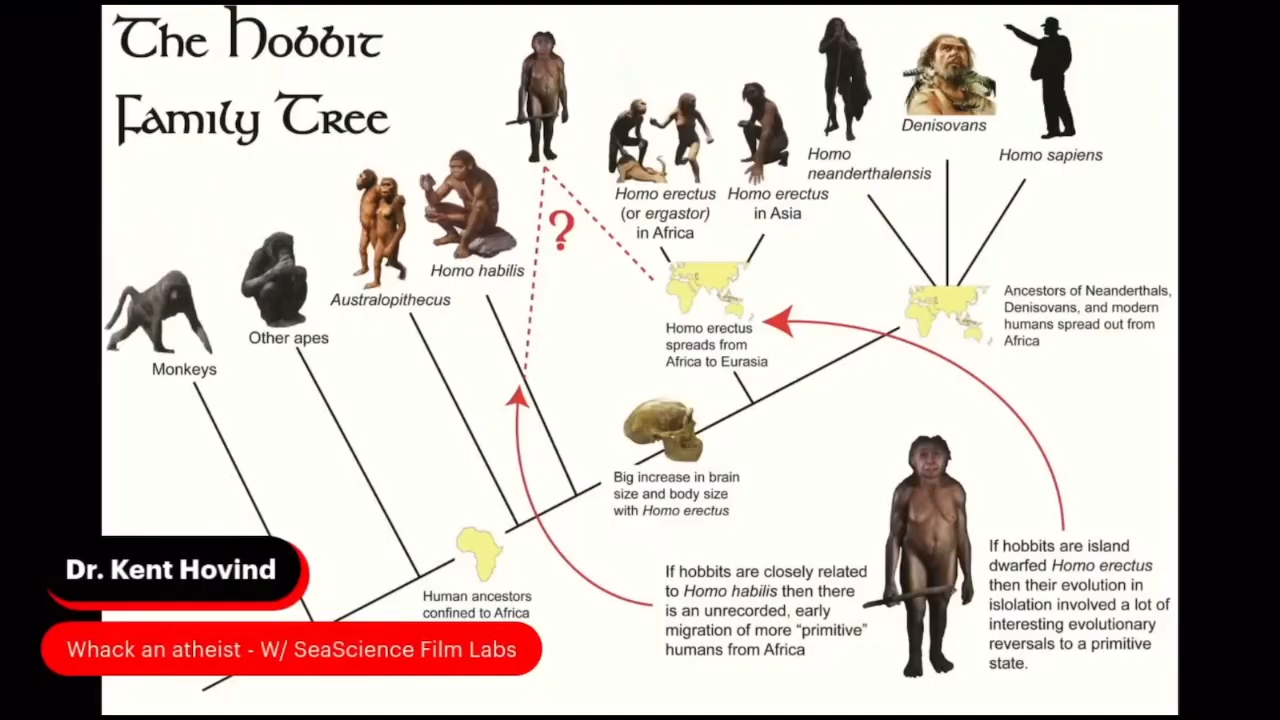 The Hobbit
Family Tree
Denisovans
Homo
neanderthalensis
Homo sapiens
Homo erectus
(or ergastor)
in Africa
Homo erectus
in Asia
?
Homo habilis
Australopithecus
Other apes
Monkeys
Homo erectus
spreads from
Africa to Eurasia
Ancestors of Neanderthals,
Denisovans, and modern
humans spread out from
Africa
Big increase in brain
size and body size
with Homo erectus
Human ancestors
confined to Africa
If hobbits are closely related
to Homo habilis then there
is an unrecorded, early
migration of more “primitive”
humans from Africa
If hobbits are island
dwarfed Homo erectus
then their evolution in
islolation involved a lot of
interesting evolutionary
reversals to a primitive
state.
Dr. Kent Hovind
Whack an atheist - W/ SeaScience Film Labs